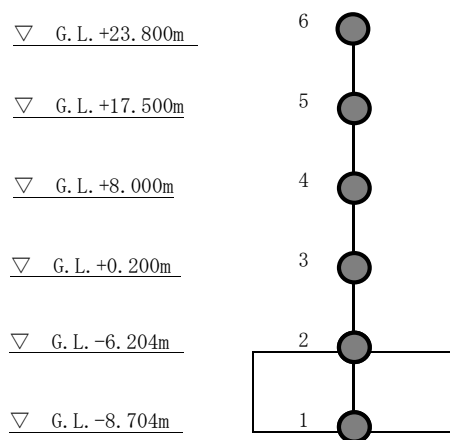 ▽ G.L.+23.800m 6
▽ G.L.+17.500m 5
▽ G.L.+8.000m 4
▽ G.L.+0.200m 3
▽ G.L.-6.204m 2
▽ G.L.-8.704m 1